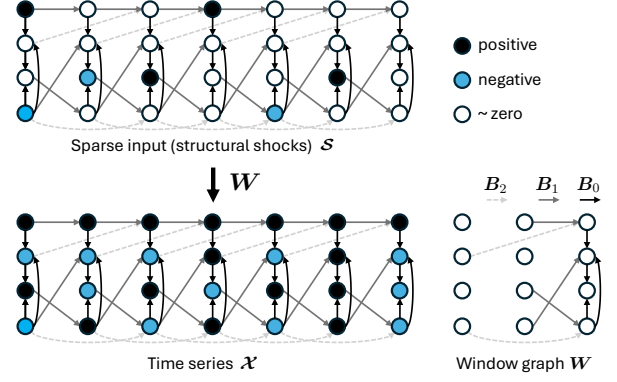 positive
negative
~ zero
Sparse input (structural shocks) 𝓢
W
B₂ B₁ B₀
Time series 𝓧
Window graph W